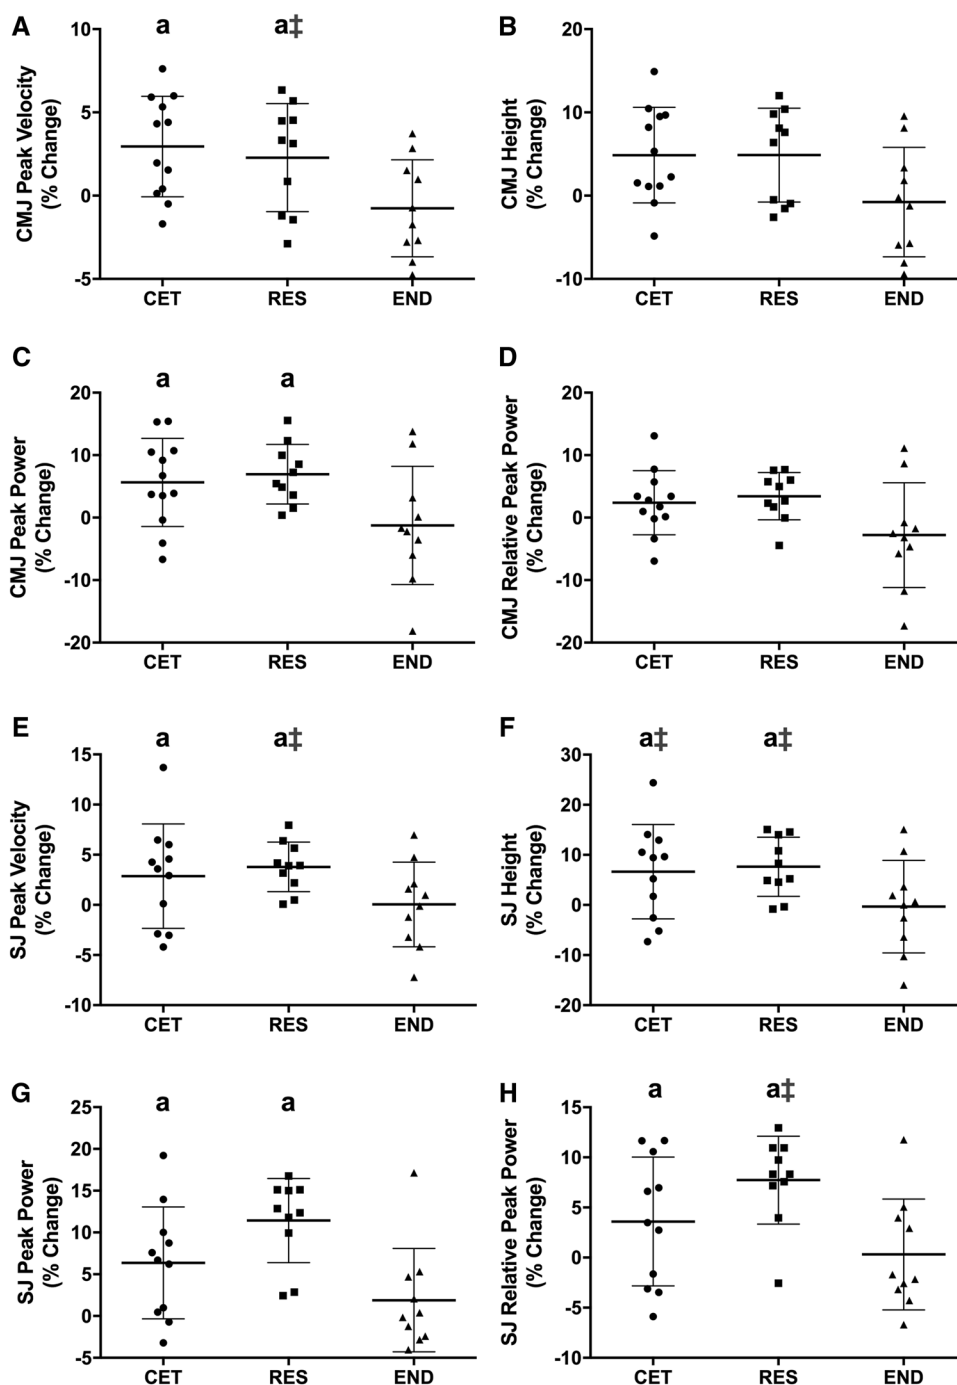 A
a
a‡
CMJ Peak Velocity
(% Change)
10
5
0
-5
CET
RES
END
B
CMJ Height
(% Change)
20
10
0
-10
CET
RES
END
C
a
a
CMJ Peak Power
(% Change)
20
10
0
-10
-20
CET
RES
END
D
CMJ Relative Peak Power
(% Change)
20
10
0
-10
-20
CET
RES
END
E
a
a‡
SJ Peak Velocity
(% Change)
15
10
5
0
-5
-10
CET
RES
END
F
a‡
a‡
SJ Height
(% Change)
30
20
10
0
-10
-20
CET
RES
END
G
a
a
SJ Peak Power
(% Change)
25
20
15
10
5
0
-5
CET
RES
END
H
a
a‡
SJ Relative Peak Power
(% Change)
15
10
5
0
-5
-10
CET
RES
END